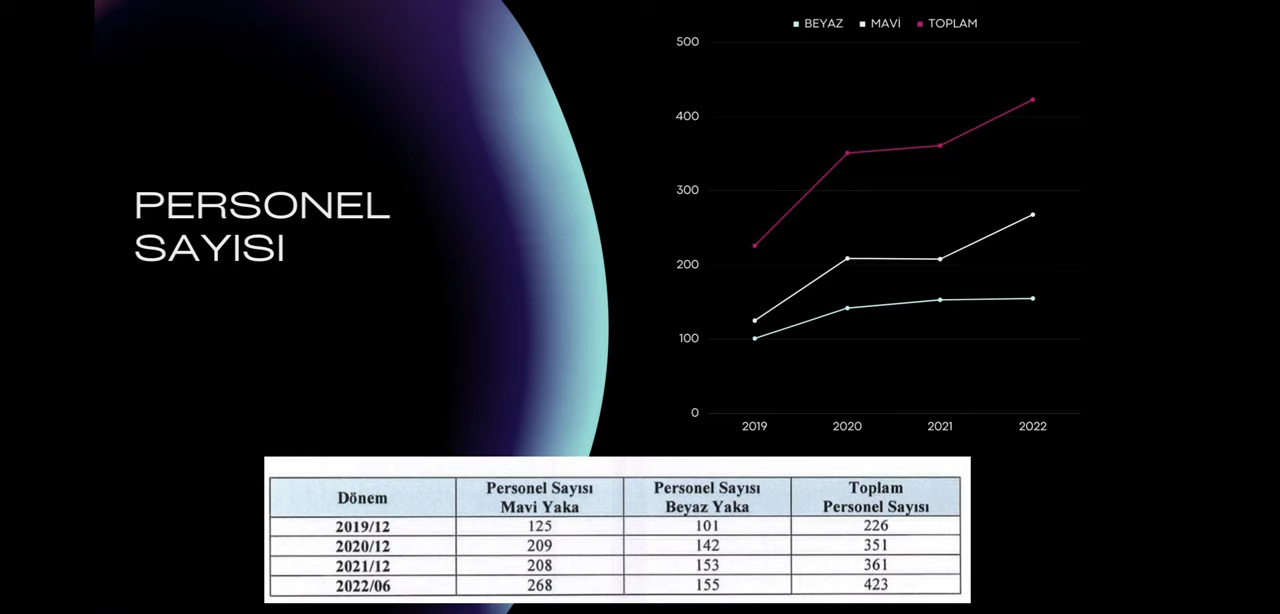 PERSONEL
SAYISI
BEYAZ MAVİ TOPLAM
500
400
300
200
100
0
2019 2020 2021 2022
Dönem Personel Sayısı Mavi Yaka Personel Sayısı Beyaz Yaka Toplam Personel Sayısı
2019/12 125 101 226
2020/12 209 142 351
2021/12 208 153 361
2022/06 268 155 423